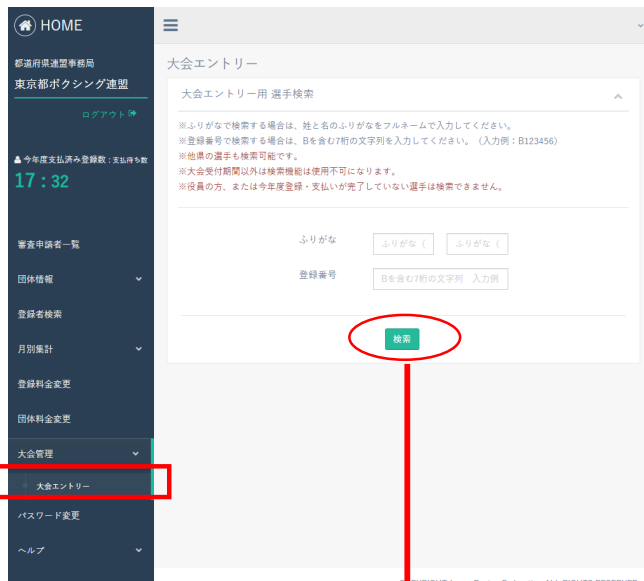 HOME
都道府県連盟事務局
東京都ボクシング連盟
ログアウト
今年度支払済み登録数:支払待ち数
17:32
審査申請者一覧
団体情報
登録者検索
月別集計
登録料金変更
団体料金変更
大会管理
大会エントリー
パスワード変更
ヘルプ
大会エントリー
大会エントリー用 選手検索
※ふりがなで検索する場合は、姓と名のふりがなをフルネームで入力してください。
※登録番号で検索する場合は、Bを含む7桁の文字列を入力してください。（入力例：B123456）
※他県の選手も検索可能です。
※大会受付期間以外は検索機能は使用不可になります。
※役員の方、または今年度登録・支払いが完了していない選手は検索できません。
ふりがな ふりがな（ ふりがな（
登録番号 Bを含む7桁の文字列 入力例
検索